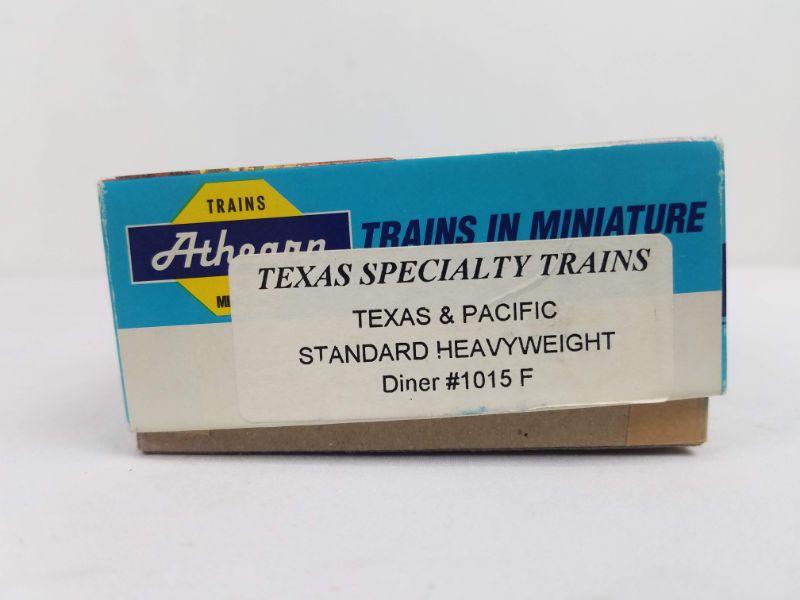 TRAINS
Athearn
TRAINS IN MINIATURE
TEXAS SPECIALTY TRAINS
TEXAS & PACIFIC
STANDARD HEAVYWEIGHT
Diner #1015 F